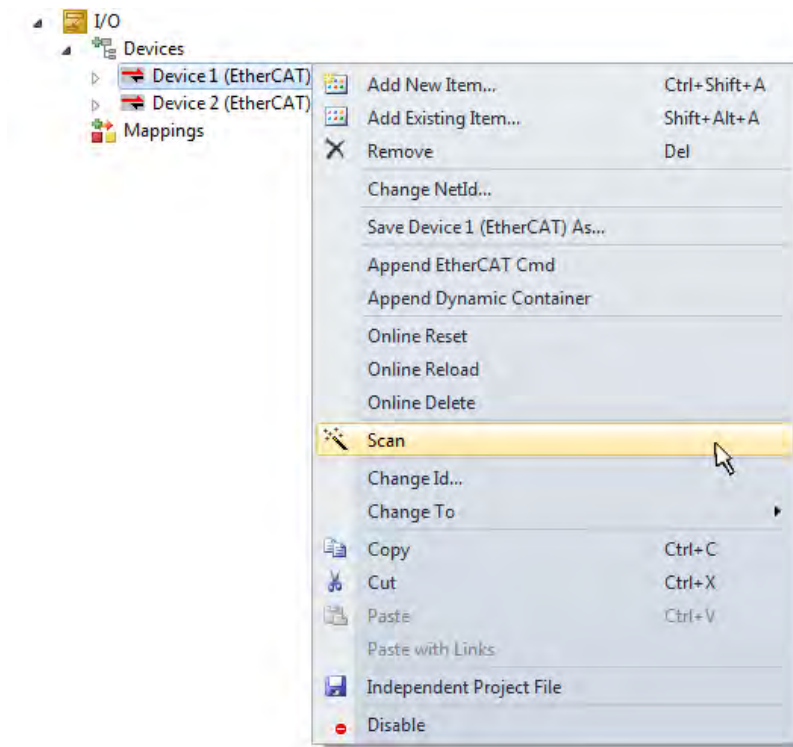 I/O
Devices
Device 1 (EtherCAT)
Device 2 (EtherCAT)
Mappings
Add New Item... Ctrl+Shift+A
Add Existing Item... Shift+Alt+A
Remove Del
Change NetId...
Save Device 1 (EtherCAT) As...
Append EtherCAT Cmd
Append Dynamic Container
Online Reset
Online Reload
Online Delete
Scan
Change Id...
Change To
Copy Ctrl+C
Cut Ctrl+X
Paste Ctrl+V
Paste with Links
Independent Project File
Disable